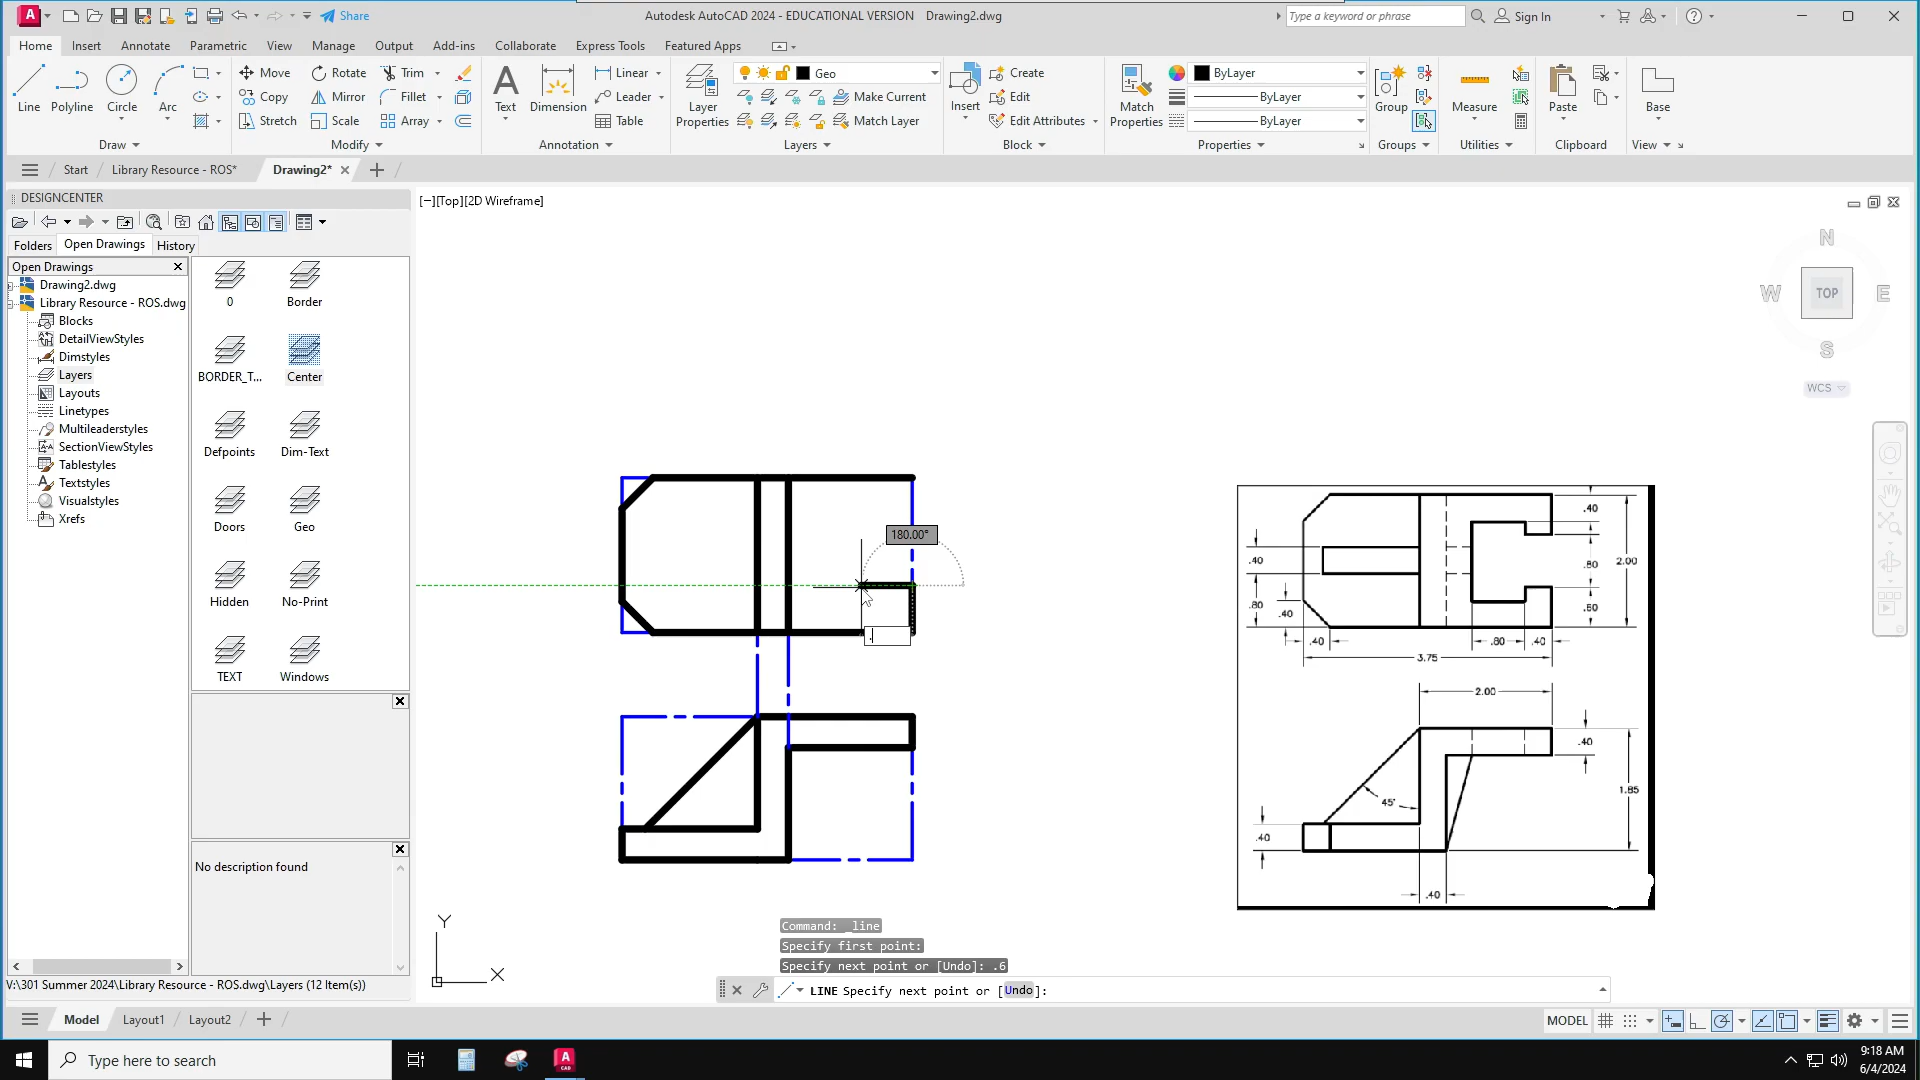 Share
Autodesk AutoCAD 2024 - EDUCATIONAL VERSION Drawing2.dwg
Type a keyword or phrase
Sign In
Home Insert Annotate Parametric View Manage Output Add-ins Collaborate Express Tools Featured Apps
Line Polyline Circle Arc
Move Rotate Trim
Copy Mirror Fillet
Stretch Scale Array
Text Dimension
Linear
Leader
Table
Layer Properties
Geo
Make Current
Match Layer
Insert
Create
Edit
Edit Attributes
Match Properties
ByLayer
ByLayer
ByLayer
Group
Measure
Paste
Base
Draw Modify Annotation Layers Block Properties Groups Utilities Clipboard View
Start Library Resource - ROS* Drawing2*
DESIGNCENTER
Folders Open Drawings History
Open Drawings
Drawing2.dwg
Library Resource - ROS.dwg
Blocks
DetailViewStyles
Dimstyles
Layers
Layouts
Linetypes
Multileaderstyles
SectionViewStyles
Tablestyles
Textstyles
Visualstyles
Xrefs
0 Border
BORDER_T... Center
Defpoints Dim-Text
Doors Geo
Hidden No-Print
TEXT Windows
No description found
V:\301 Summer 2024\Library Resource - ROS.dwg\Layers (12 Item(s))
[−][Top][2D Wireframe]
N
W TOP E
S
WCS
180.00°
.
.40
.40 .80 2.00
.80 .40 .60
.40 .80 .40
3.75
2.00
.40
1.85
45°
.40
.40
Y
X
Command: _line
Specify first point:
Specify next point or [Undo]: .6
LINE Specify next point or [Undo]:
Model Layout1 Layout2
MODEL
Type here to search
A
CAD
9:18 AM
6/4/2024